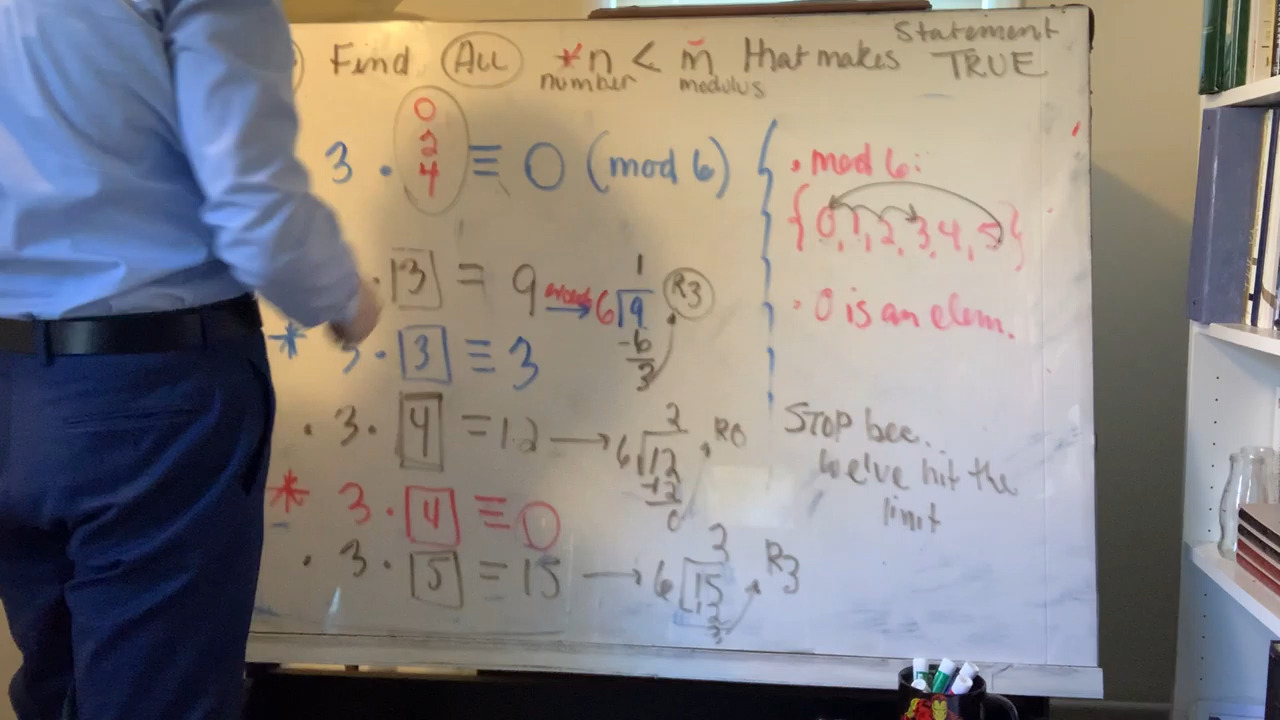 Find ALL *n < m that makes statement TRUE
number modulus
0
2
4
3 · ≡ 0 (mod 6)
· 3 = 9 → 6)9 1 R3
-6
3
* 3 · 3 ≡ 3
· 3 · 4 = 12 → 6)12 2 R0
-12
0
* 3 · 4 ≡ 0
· 3 · 5 = 15 → 6)15 2 R3
12
3
· mod 6:
{0, 1, 2, 3, 4, 5}
· 0 is an elem.
STOP bec.
we've hit the
limit